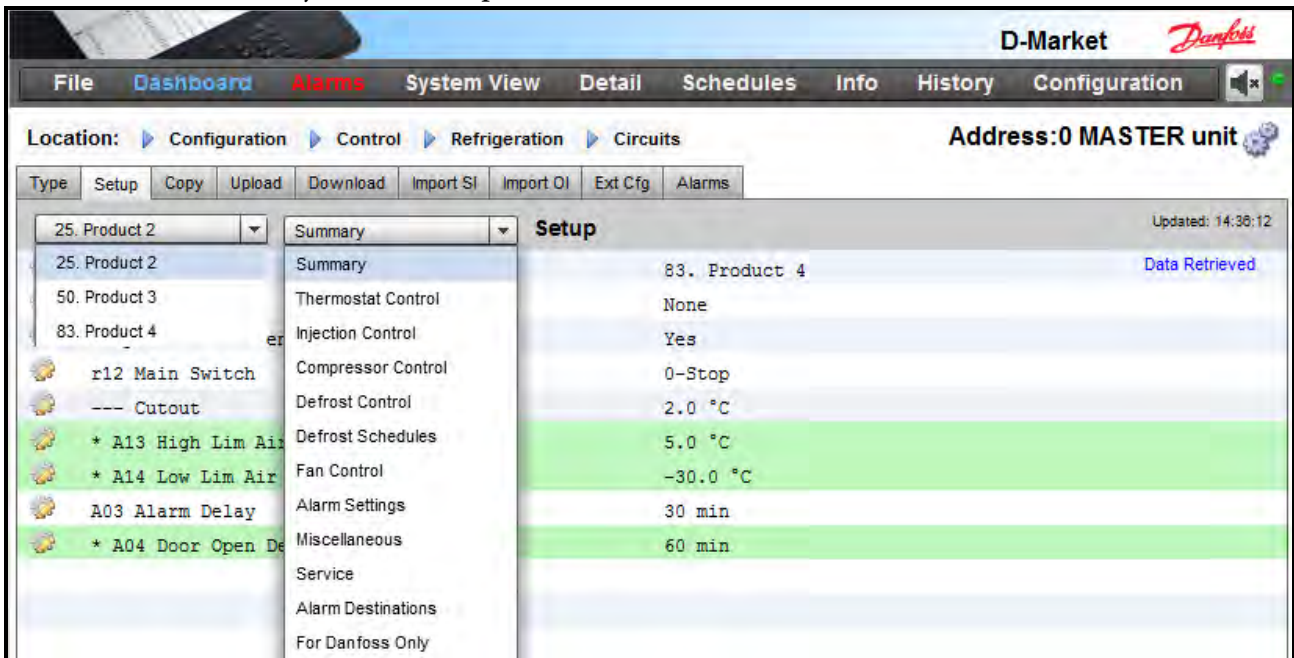 D-Market Danfoss
File Dashboard Alarms System View Detail Schedules Info History Configuration
Location: Configuration Control Refrigeration Circuits Address:0 MASTER unit
Type Setup Copy Upload Download Import SI Import OI Ext Cfg Alarms
25. Product 2 Summary Setup Updated: 14:36:12
25. Product 2 Summary 83. Product 4 Data Retrieved
50. Product 3 Thermostat Control None
83. Product 4 er Injection Control Yes
r12 Main Switch Compressor Control 0-Stop
--- Cutout Defrost Control 2.0 °C
* A13 High Lim Air Defrost Schedules 5.0 °C
* A14 Low Lim Air Fan Control -30.0 °C
A03 Alarm Delay Alarm Settings 30 min
* A04 Door Open De Miscellaneous 60 min
Service
Alarm Destinations
For Danfoss Only